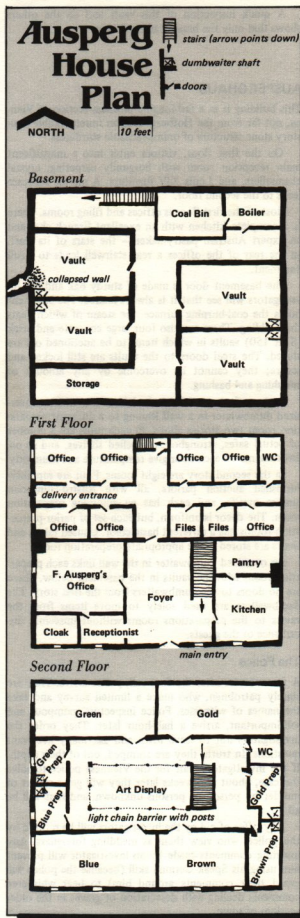 Ausperg
House
Plan
stairs (arrow points down)
dumbwaiter shaft
doors
NORTH
10 feet
Basement
Coal Bin
Boiler
Vault
collapsed wall
Vault
Vault
Vault
Storage
First Floor
Office
Office
Office
Office
WC
delivery entrance
Office
Office
Files
Files
Office
F. Ausperg's
Office
Foyer
Pantry
Kitchen
Cloak
Receptionist
main entry
Second Floor
Green
Gold
Green Prep
Blue Prep
Art Display
WC
Gold Prep
light chain barrier with posts
Blue
Brown
Brown Prep